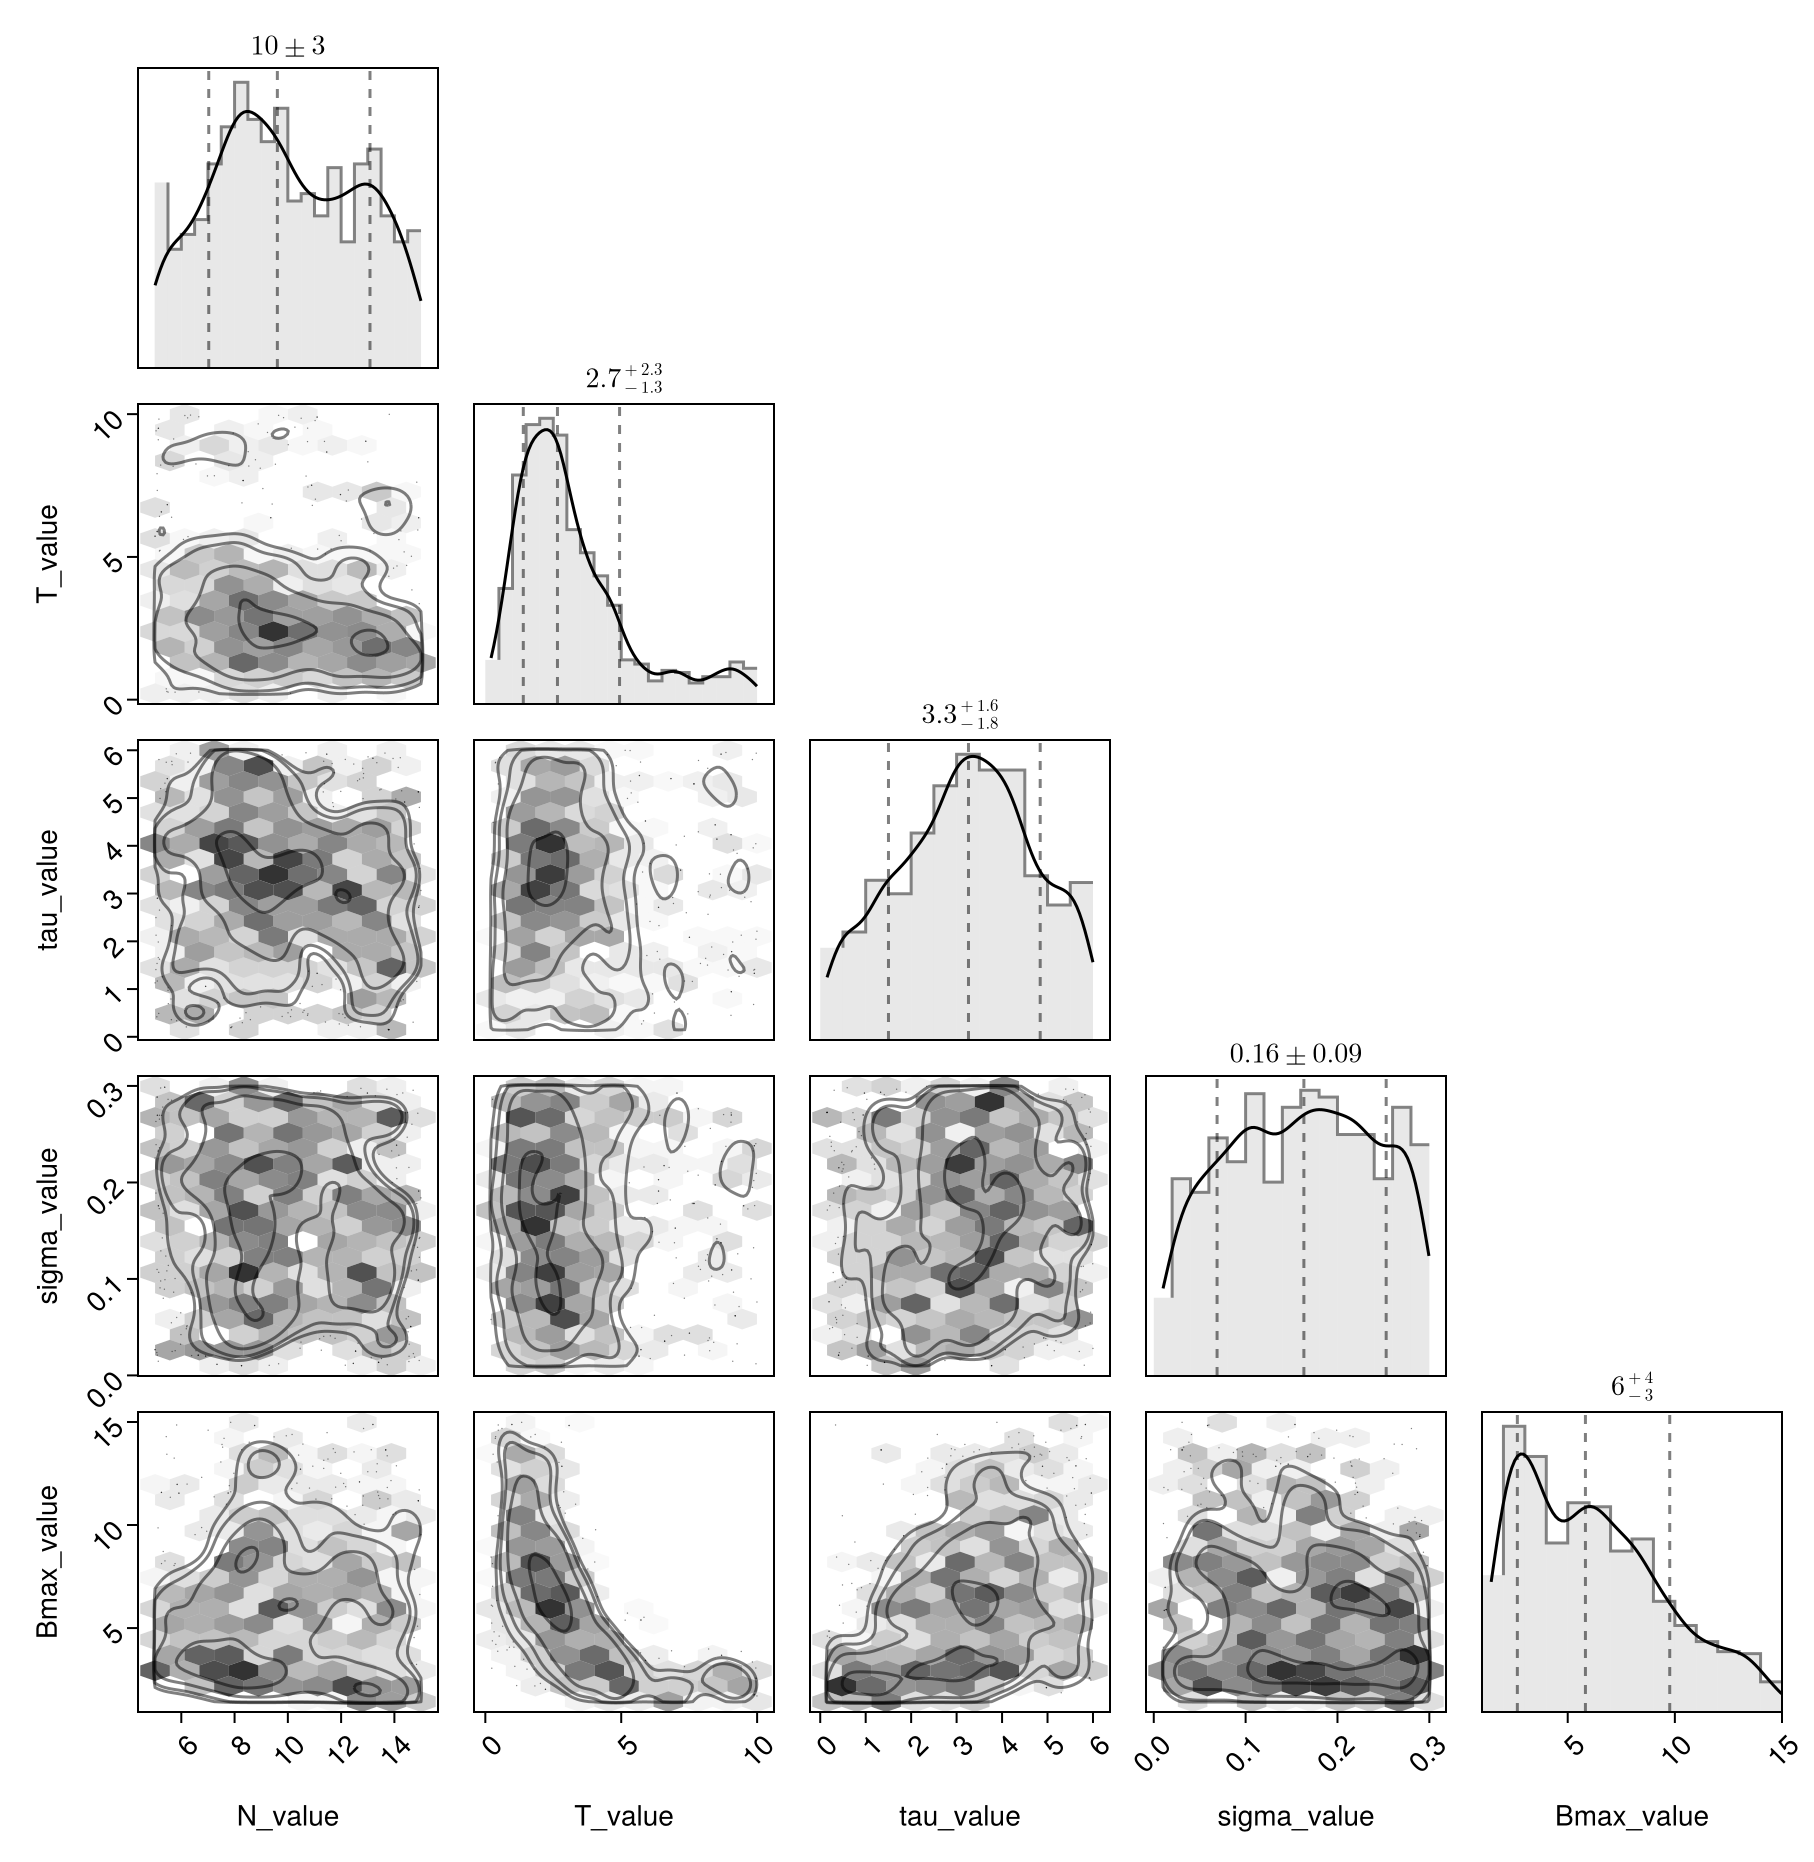 10 ± 3
2.7 +2.3 −1.3
10
5
0
T_value
3.3 +1.6 −1.8
6
5
4
3
2
1
0
tau_value
0.16 ± 0.09
0.3
0.2
0.1
0.0
sigma_value
6 +4 −3
15
10
5
Bmax_value
6 8 10 12 14
0 5 10
0 1 2 3 4 5 6
0.0 0.1 0.2 0.3
5 10 15
N_value T_value tau_value sigma_value Bmax_value